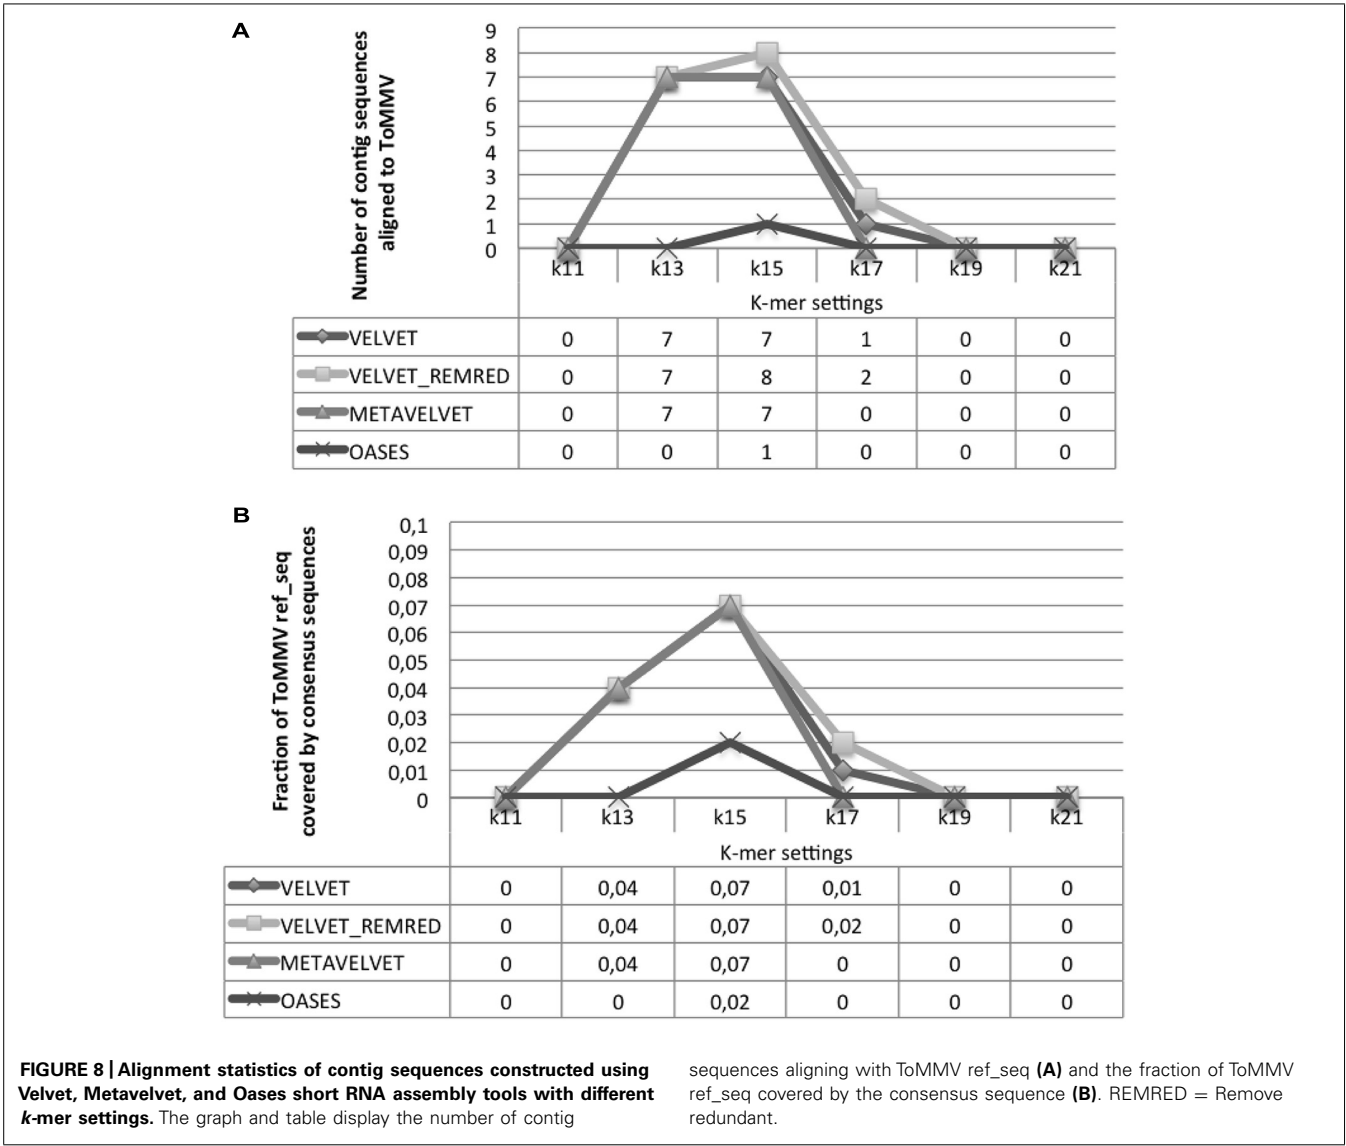 A
Number of contig sequences
aligned to ToMMV
9
8
7
6
5
4
3
2
1
0
k11 k13 k15 k17 k19 k21
K-mer settings
VELVET 0 7 7 1 0 0
VELVET_REMRED 0 7 8 2 0 0
METAVELVET 0 7 7 0 0 0
OASES 0 0 1 0 0 0
B
Fraction of ToMMV ref_seq
covered by consensus sequences
0,1
0,09
0,08
0,07
0,06
0,05
0,04
0,03
0,02
0,01
0
k11 k13 k15 k17 k19 k21
K-mer settings
VELVET 0 0,04 0,07 0,01 0 0
VELVET_REMRED 0 0,04 0,07 0,02 0 0
METAVELVET 0 0,04 0,07 0 0 0
OASES 0 0 0,02 0 0 0
FIGURE 8 | Alignment statistics of contig sequences constructed using
Velvet, Metavelvet, and Oases short RNA assembly tools with different
k-mer settings. The graph and table display the number of contig
sequences aligning with ToMMV ref_seq (A) and the fraction of ToMMV
ref_seq covered by the consensus sequence (B). REMRED = Remove
redundant.